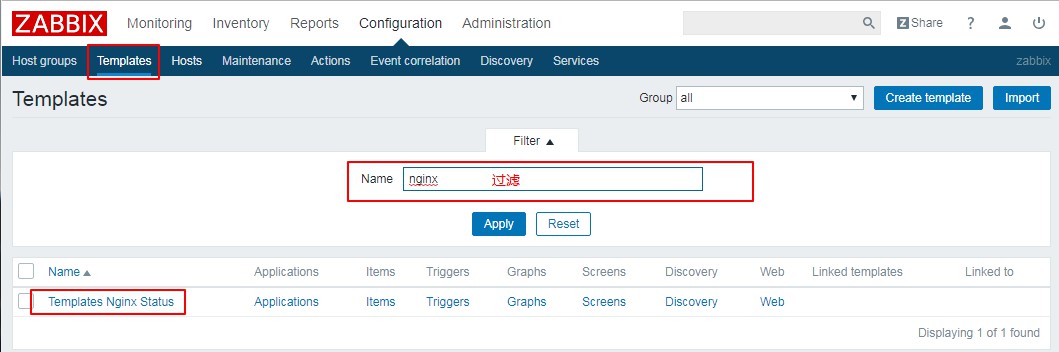 ZABBIX Monitoring Inventory Reports Configuration Administration Z Share ?
Host groups Templates Hosts Maintenance Actions Event correlation Discovery Services zabbix
Templates Group all Create template Import
Filter
Name nginx 过滤
Apply Reset
Name Applications Items Triggers Graphs Screens Discovery Web Linked templates Linked to
Templates Nginx Status Applications Items Triggers Graphs Screens Discovery Web
Displaying 1 of 1 found